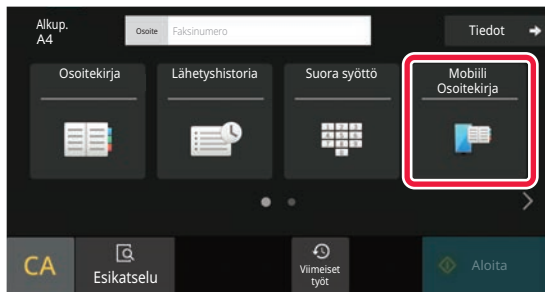 Alkup.
A4
Osoite Faksinumero
Tiedot
Osoitekirja
Lähetyshistoria
Suora syöttö
Mobiili
Osoitekirja
CA
Esikatselu
Viimeiset
työt
Aloita